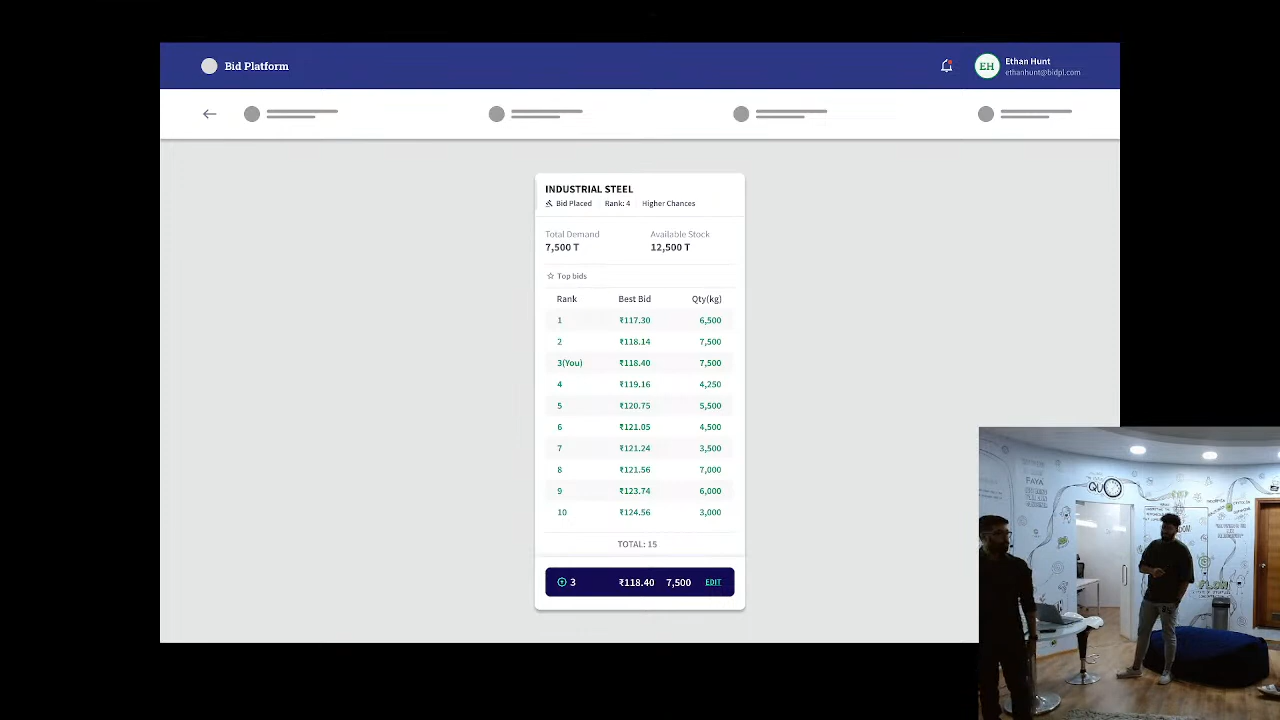 Bid Platform
EH
Ethan Hunt
ethanhunt@bidpl.com
INDUSTRIAL STEEL
Bid Placed Rank: 4 Higher Chances
Total Demand Available Stock
7,500 T 12,500 T
Top bids
Rank Best Bid Qty(kg)
1 ₹117.30 6,500
2 ₹118.14 7,500
3(You) ₹118.40 7,500
4 ₹119.16 4,250
5 ₹120.75 5,500
6 ₹121.05 4,500
7 ₹121.24 3,500
8 ₹121.56 7,000
9 ₹123.74 6,000
10 ₹124.56 3,000
TOTAL: 15
3 ₹118.40 7,500 EDIT
FAYA
QUO
FLOW